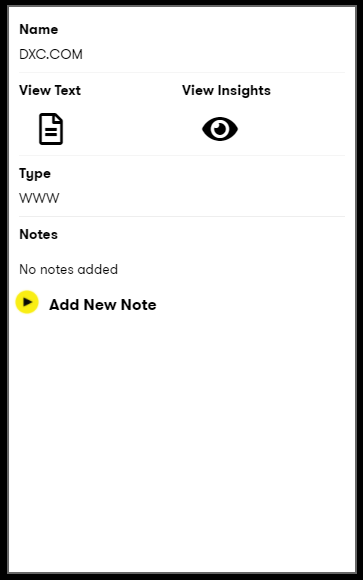 Name
DXC.COM
View Text View Insights
Type
WWW
Notes
No notes added
Add New Note